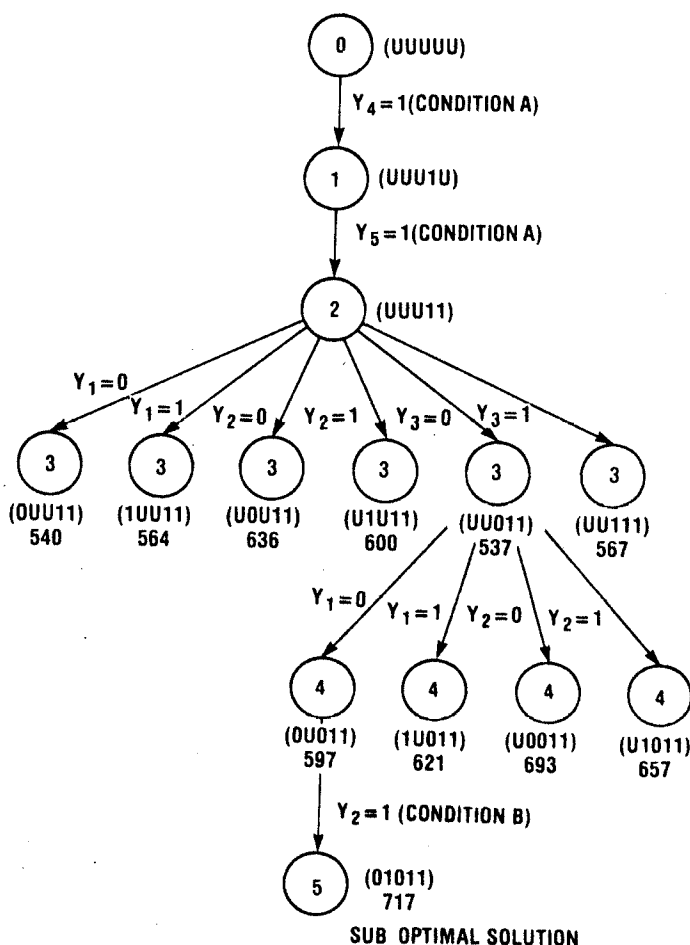 0 (UUUUU)
Y4=1(CONDITION A)
1 (UUU1U)
Y5=1(CONDITION A)
2 (UUU11)
Y1=0 Y1=1 Y2=0 Y2=1 Y3=0 Y3=1
3 3 3 3 3 3
(0UU11) (1UU11) (U0U11) (U1U11) (UU011) (UU111)
540 564 636 600 537 567
Y1=0 Y1=1 Y2=0 Y2=1
4 4 4 4
(0U011) (1U011) (U0011) (U1011)
597 621 693 657
Y2=1 (CONDITION B)
5 (01011)
717
SUB OPTIMAL SOLUTION